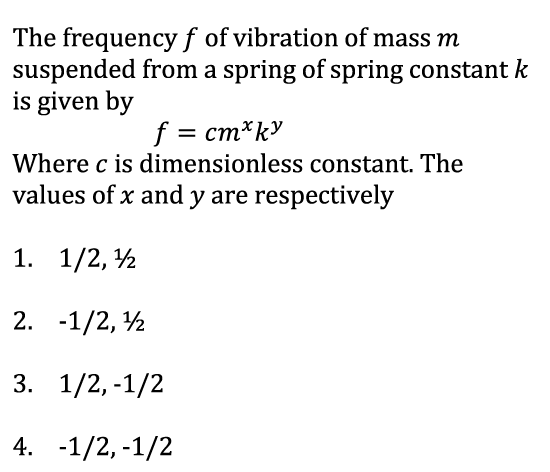 The frequency f of vibration of mass m
suspended from a spring of spring constant k
is given by
f = cmˣkʸ
Where c is dimensionless constant. The
values of x and y are respectively
1. 1/2, ½
2. -1/2, ½
3. 1/2, -1/2
4. -1/2, -1/2